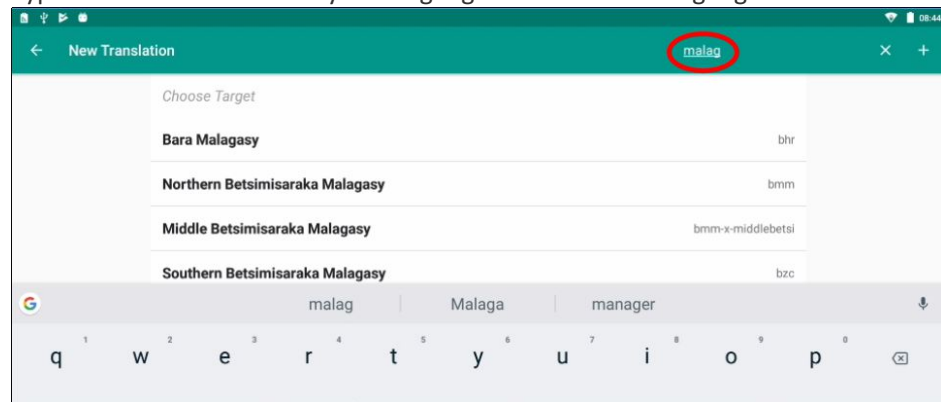 08:44
New Translation malag
Choose Target
Bara Malagasy bhr
Northern Betsimisaraka Malagasy bmm
Middle Betsimisaraka Malagasy bmm-x-middlebetsi
Southern Betsimisaraka Malagasy bzc
malag Malaga manager
1 2 3 4 5 6 7 8 9 0
q w e r t y u i o p